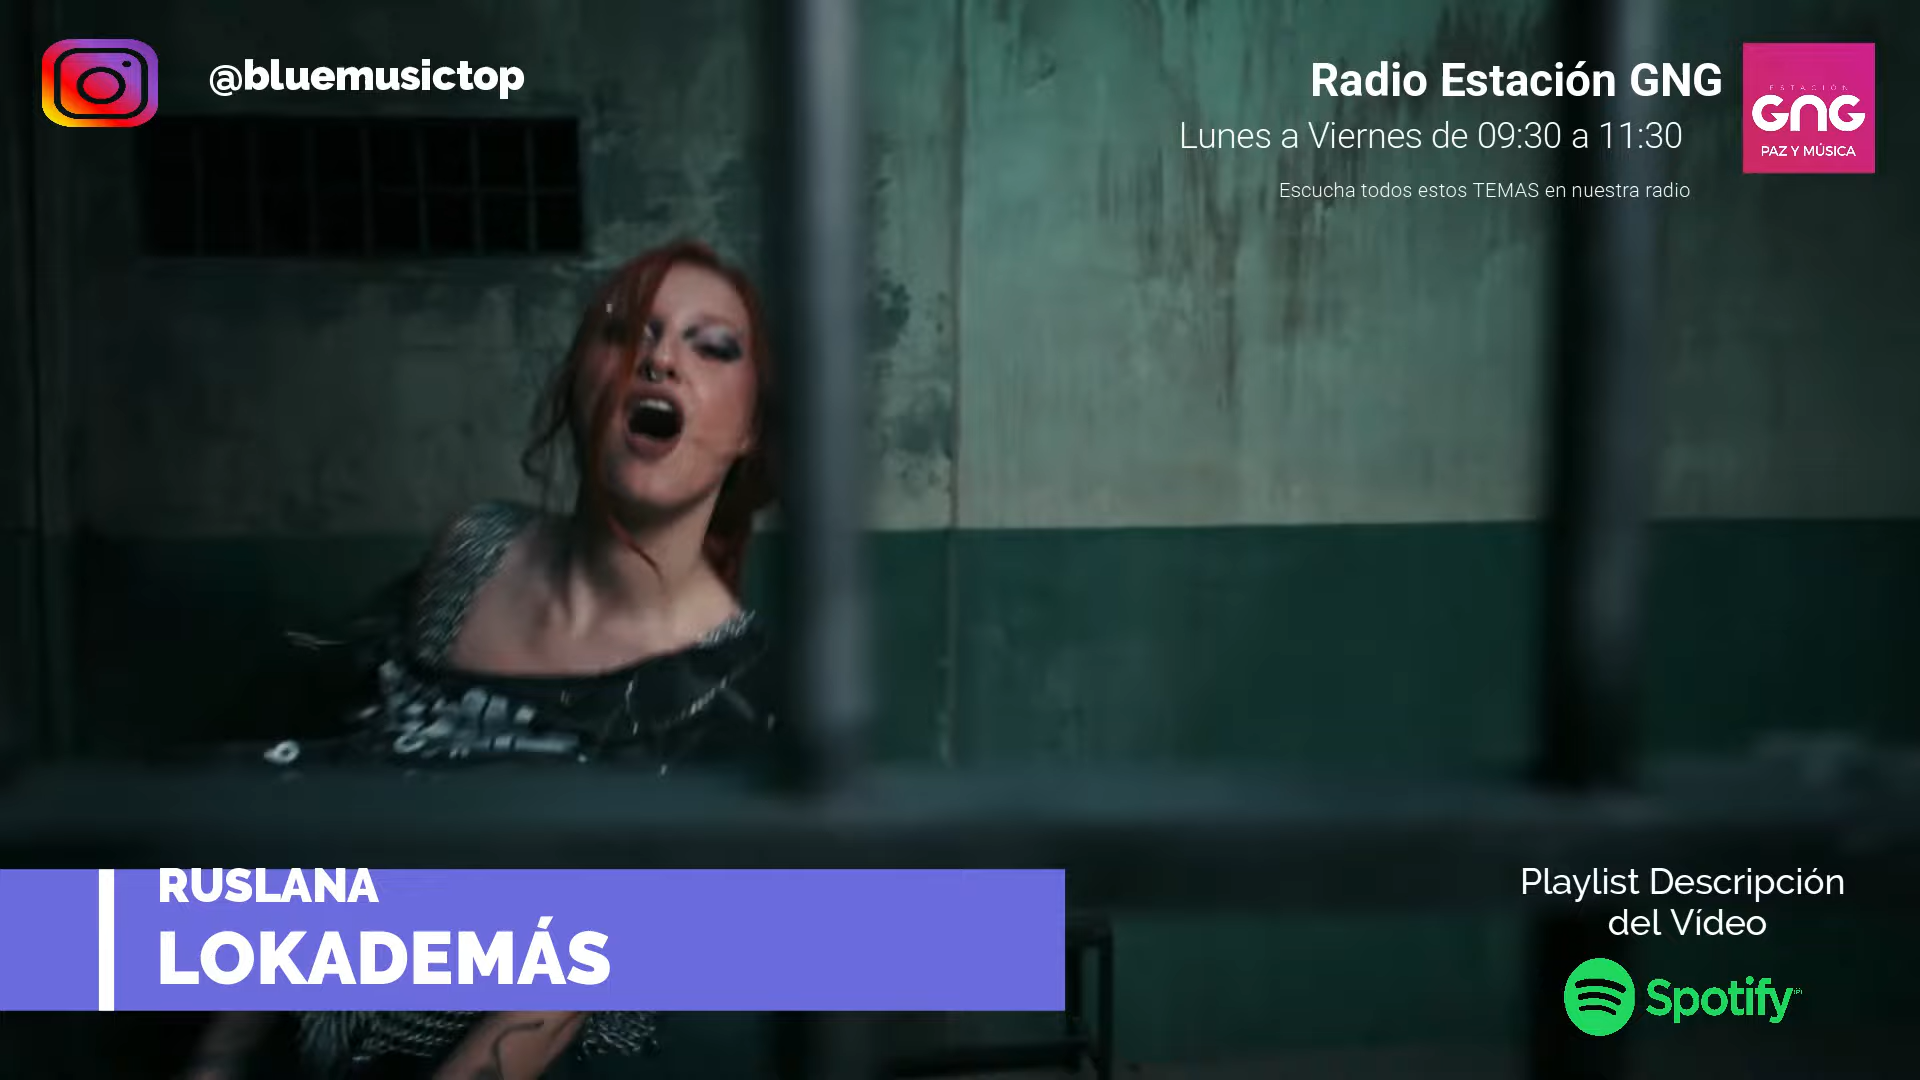 @bluemusictop
Radio Estación GNG
Lunes a Viernes de 09:30 a 11:30
Escucha todos estos TEMAS en nuestra radio
ESTACIÓN
GNG
PAZ Y MÚSICA
RUSLANA
LOKADEMÁS
Playlist Descripción
del Vídeo
Spotify